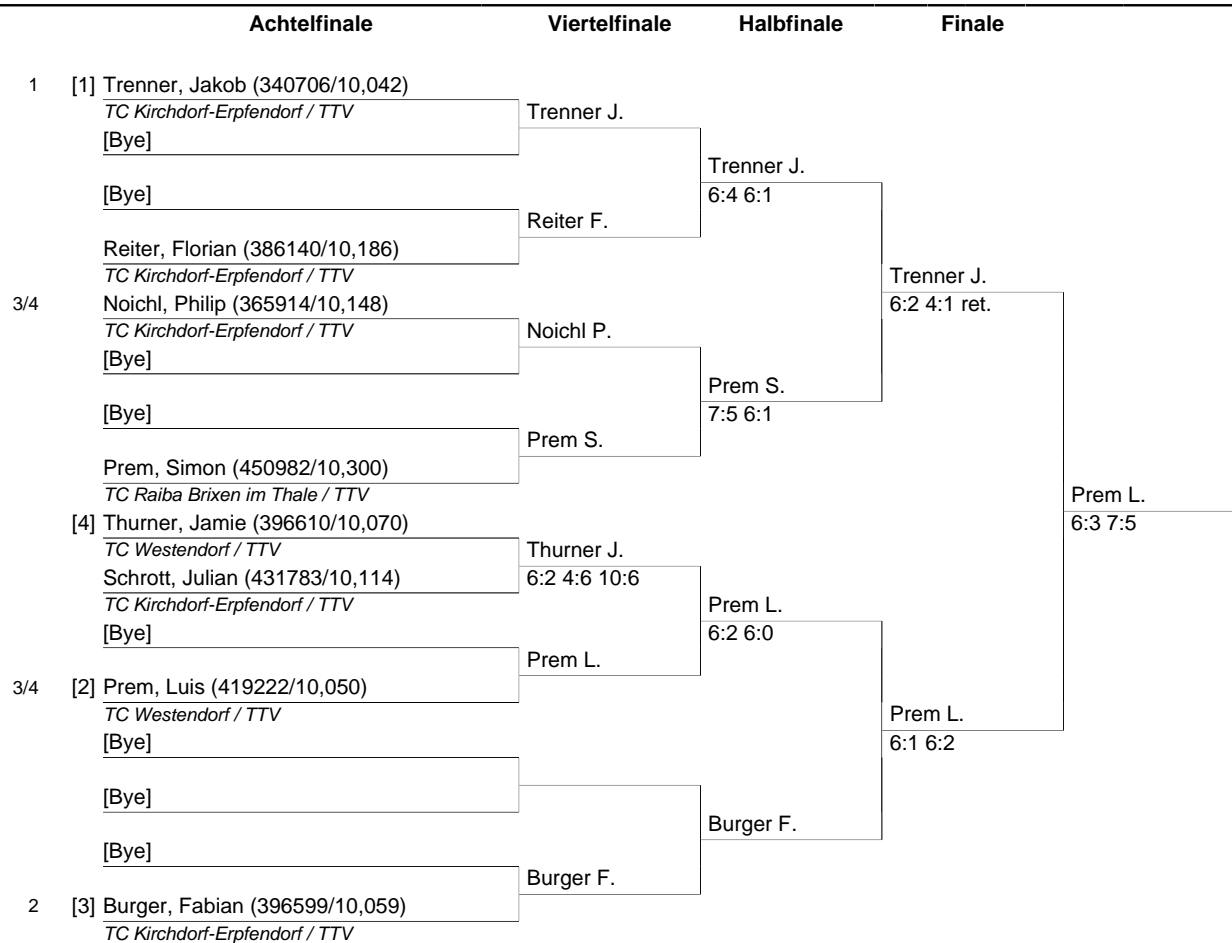 Achtelfinale Viertelfinale Halbfinale Finale
1 [1] Trenner, Jakob (340706/10,042)
TC Kirchdorf-Erpfendorf / TTV Trenner J.
[Bye]
Trenner J.
[Bye] 6:4 6:1
Reiter F.
Reiter, Florian (386140/10,186)
TC Kirchdorf-Erpfendorf / TTV Trenner J.
3/4 Noichl, Philip (365914/10,148) 6:2 4:1 ret.
TC Kirchdorf-Erpfendorf / TTV Noichl P.
[Bye]
Prem S.
[Bye] 7:5 6:1
Prem S.
Prem, Simon (450982/10,300)
TC Raiba Brixen im Thale / TTV Prem L.
[4] Thurner, Jamie (396610/10,070) 6:3 7:5
TC Westendorf / TTV Thurner J.
Schrott, Julian (431783/10,114) 6:2 4:6 10:6
TC Kirchdorf-Erpfendorf / TTV Prem L.
[Bye] 6:2 6:0
Prem L.
3/4 [2] Prem, Luis (419222/10,050)
TC Westendorf / TTV Prem L.
[Bye] 6:1 6:2
[Bye]
Burger F.
[Bye]
Burger F.
2 [3] Burger, Fabian (396599/10,059)
TC Kirchdorf-Erpfendorf / TTV